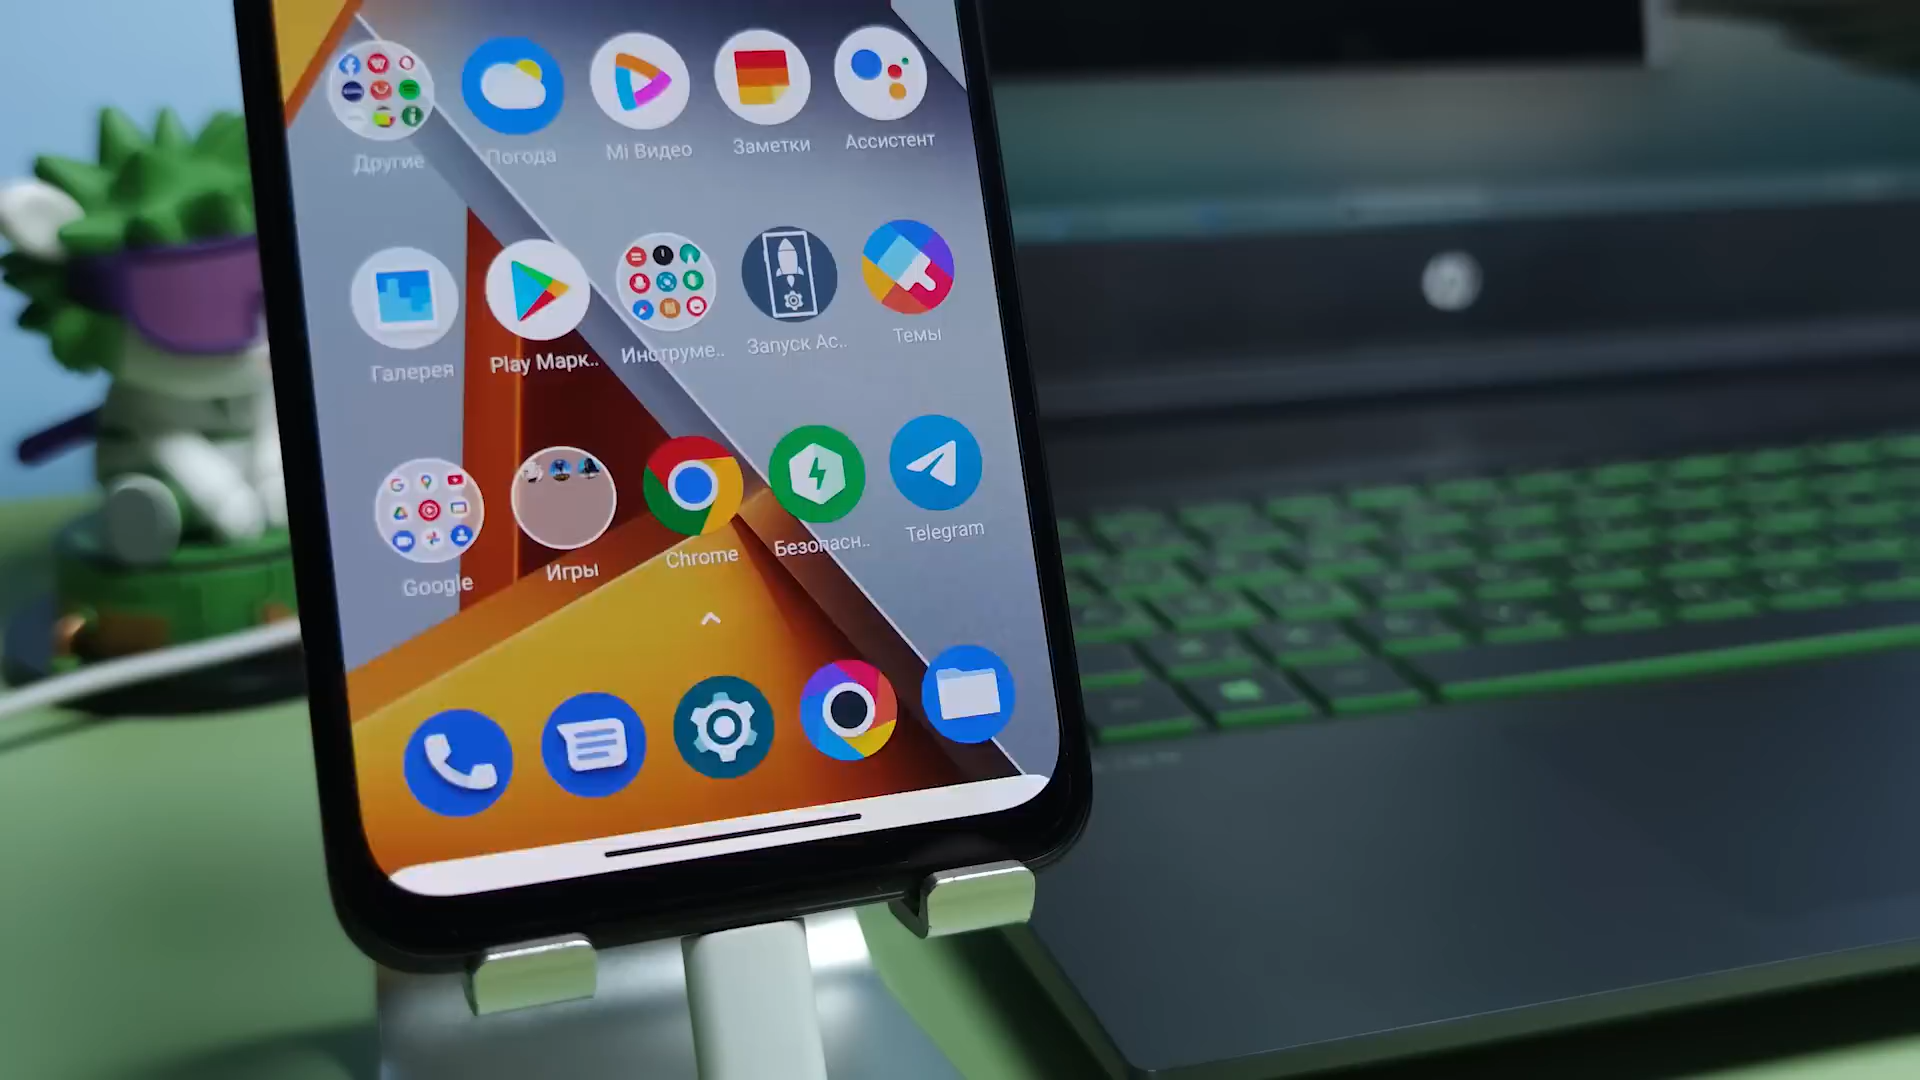 Другие
Погода
Mi Видео
Заметки
Ассистент
Галерея
Play Марк..
Инструме..
Запуск Ас..
Темы
Google
Игры
Chrome
Безопасн..
Telegram